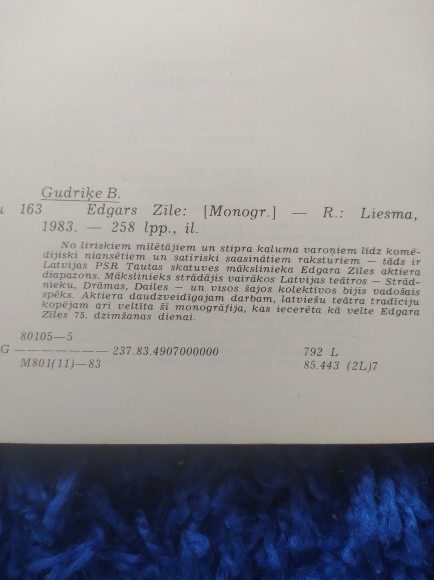 Gudriķe B.
163 Edgars Zīle: [Monogr.] — R.: Liesma,
1983. — 258 lpp., il.
No liriskiem mīlētājiem un stipra kaluma varoņiem līdz komē-
dijiski niansētiem un satiriski saasinātiem raksturiem — tāds ir
Latvijas PSR Tautas skatuves mākslinieka Edgara Zīles aktiera
diapazons. Mākslinieks strādājis vairākos Latvijas teātros — Strād-
nieku, Drāmas, Dailes — un visos šajos kolektīvos bijis vadošais
spēks. Aktiera daudzveidīgajam darbam, latviešu teātra tradīciju
kopējam arī veltīta šī monogrāfija, kas iecerēta kā velte Edgara
Zīles 75. dzimšanas dienai.
80105—5
G ——————— 237.83.4907000000 792 L
M801(11)—83 85.443 (2L)7